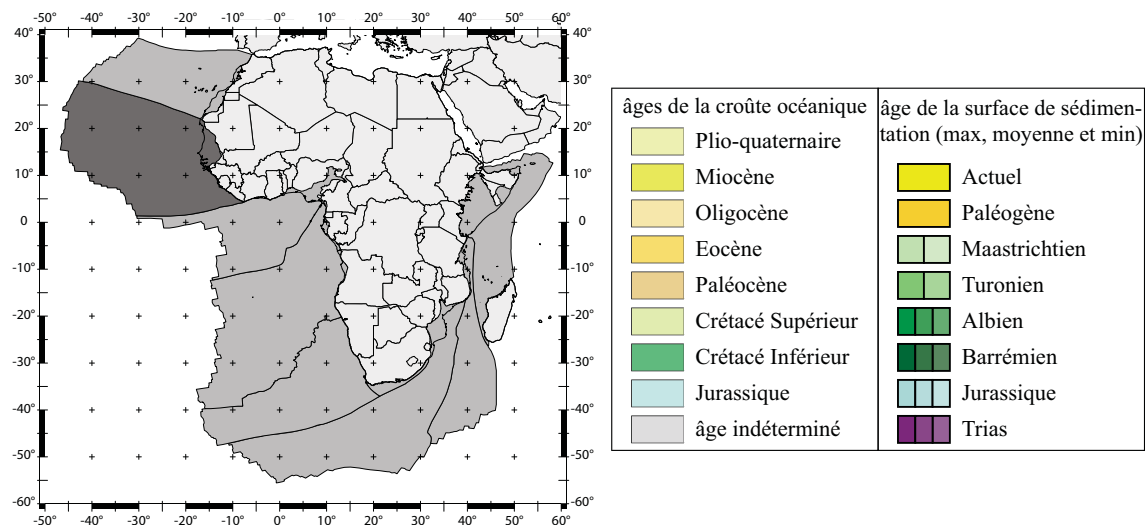 -50° -40° -30° -20° -10° 0° 10° 20° 30° 40° 50° 60°
40° 40°
30° 30°
20° 20°
10° 10°
0 0
-10° -10°
-20° -20°
-30° -30°
-40° -40°
-50° -50°
-60° -60°
-50° -40° -30° -20° -10° 0° 10° 20° 30° 40° 50° 60°
âges de la croûte océanique
Plio-quaternaire
Miocène
Oligocène
Eocène
Paléocène
Crétacé Supérieur
Crétacé Inférieur
Jurassique
âge indéterminé
âge de la surface de sédimen-
tation (max, moyenne et min)
Actuel
Paléogène
Maastrichtien
Turonien
Albien
Barrémien
Jurassique
Trias